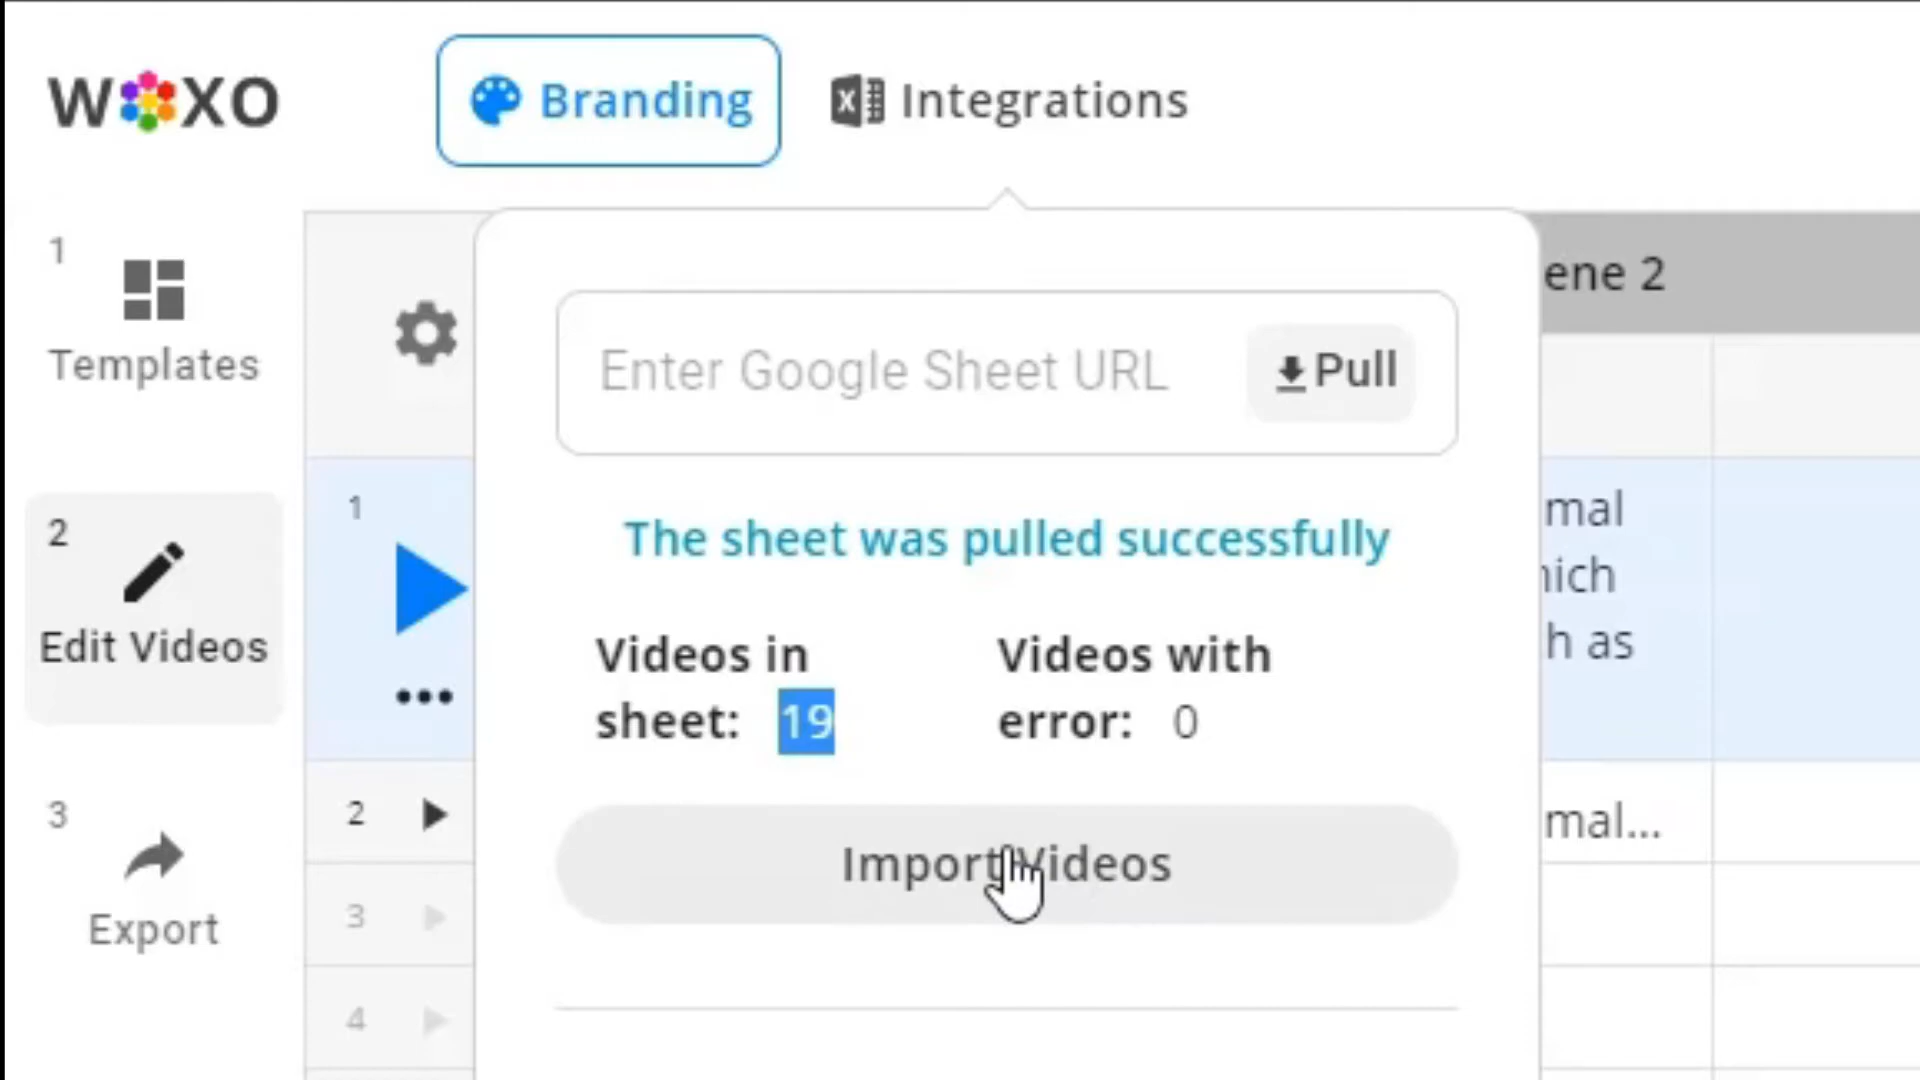 WOXO
Branding
Integrations
1
Templates
2
Edit Videos
3
Export
Enter Google Sheet URL
Pull
The sheet was pulled successfully
Videos in
sheet: 19
Videos with
error: 0
Import Videos
1
2
3
4
ene 2
mal
hich
h as
mal...